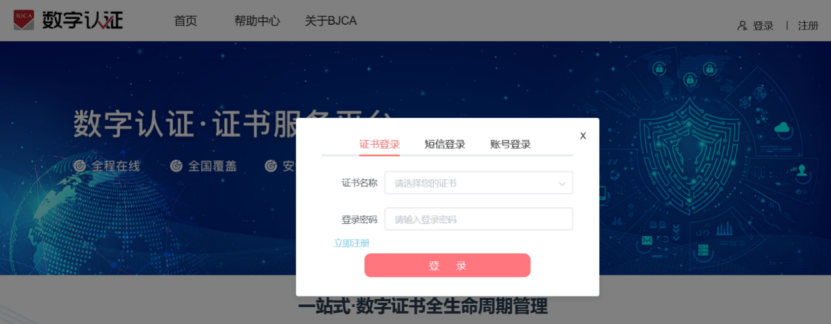 BJCA 数字认证 首页 帮助中心 关于BJCA 登录 | 注册
数字认证·证书服务平台
全程在线 全国覆盖 安
x
证书登录 短信登录 账号登录
证书名称 请选择您的证书
登录密码 请输入登录密码
立即注册
登 录
一站式·数字证书全生命周期管理